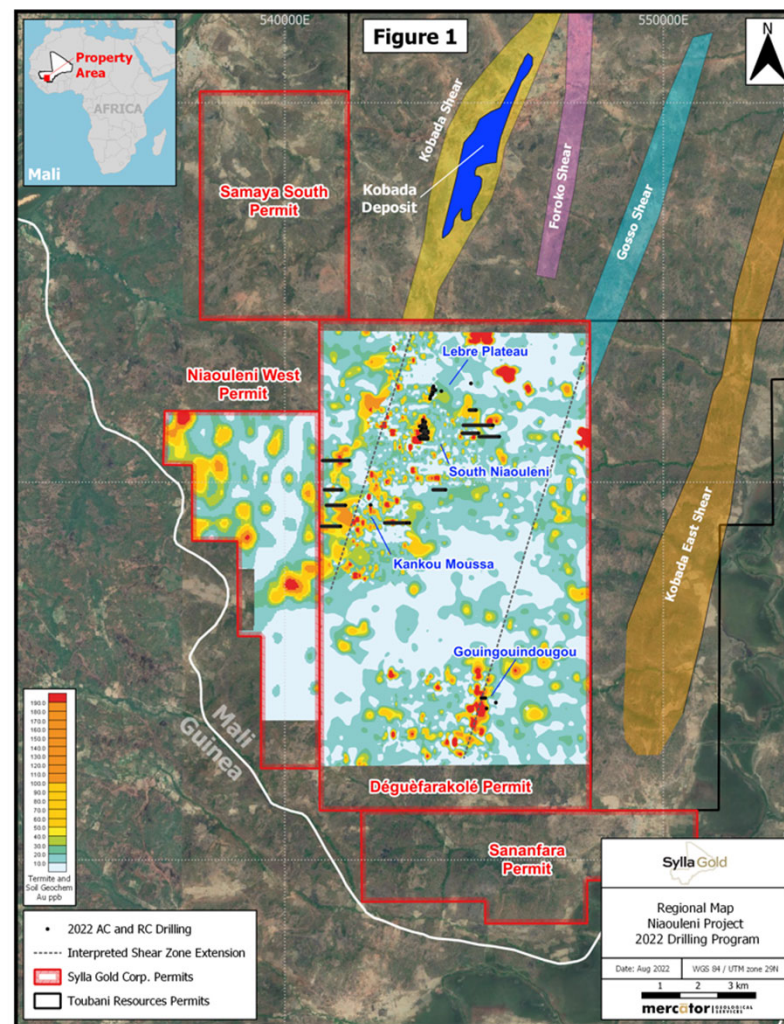 540000E
550000E
Figure 1
N
Property
Area
AFRICA
Mali
Kobada Shear
Kobada
Deposit
Foroko Shear
Gosso Shear
Kobada East Shear
Samaya South
Permit
Niaouleni West
Permit
Lebre Plateau
South Niaouleni
Kankou Moussa
Gouingouindougou
Mali
Guinea
Déguèfarakolé Permit
Sananfara
Permit
190.0
180.0
170.0
160.0
150.0
140.0
130.0
120.0
110.0
100.0
90.0
80.0
70.0
60.0
50.0
40.0
30.0
20.0
10.0
Termite and
Soil Geochem
Au ppb
2022 AC and RC Drilling
Interpreted Shear Zone Extension
Sylla Gold Corp. Permits
Toubani Resources Permits
Sylla Gold
Regional Map
Niaouleni Project
2022 Drilling Program
Date: Aug 2022
WGS 84 / UTM zone 29N
1 2 3 km
mercator GEOLOGICAL SERVICES